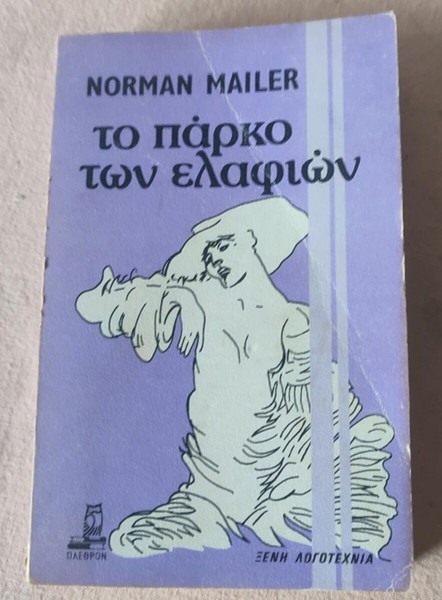 NORMAN MAILER
το πάρκο
των ελαφιών
ΠΛΕΘΡΟΝ
ΞΕΝΗ ΛΟΓΟΤΕΧΝΙΑ